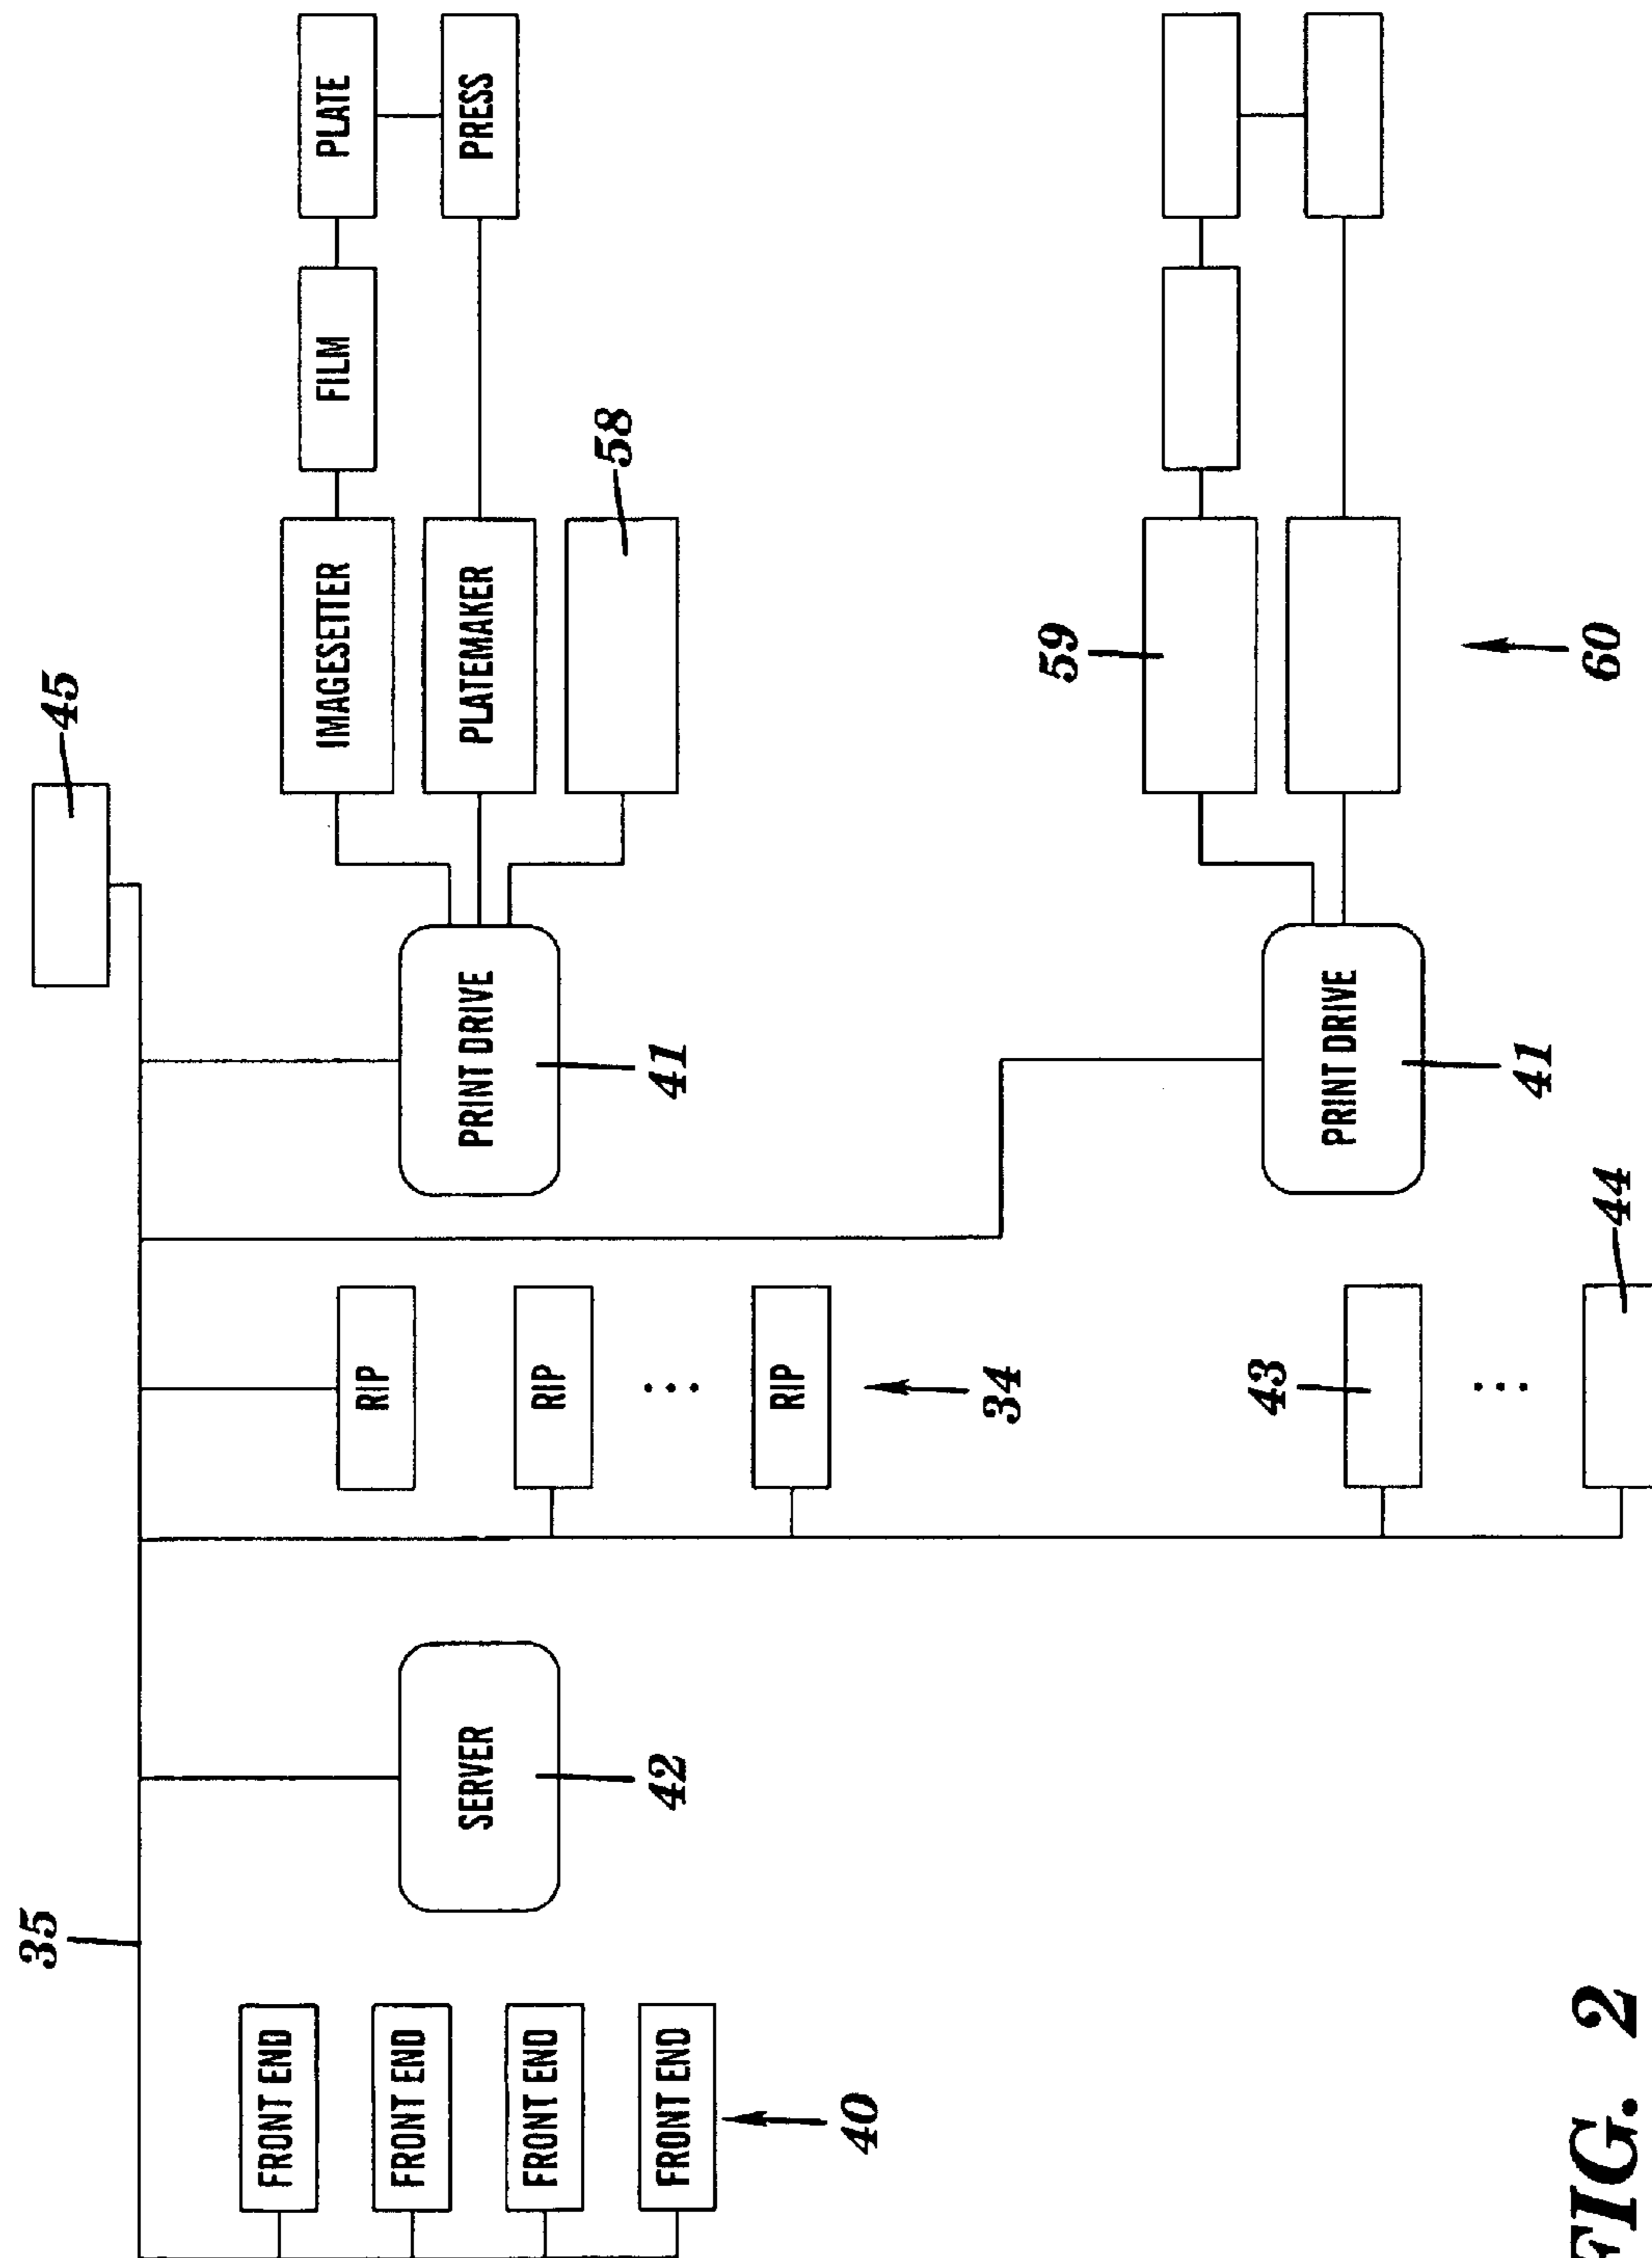 35
45
FRONT END
FRONT END
FRONT END
FRONT END
40
SERVER
42
RIP
RIP
RIP
34
43
44
PRINT DRIVE
41
IMAGESETTER
FILM
PLATE
PLATEMAKER
PRESS
58
PRINT DRIVE
41
59
60
FIG. 2